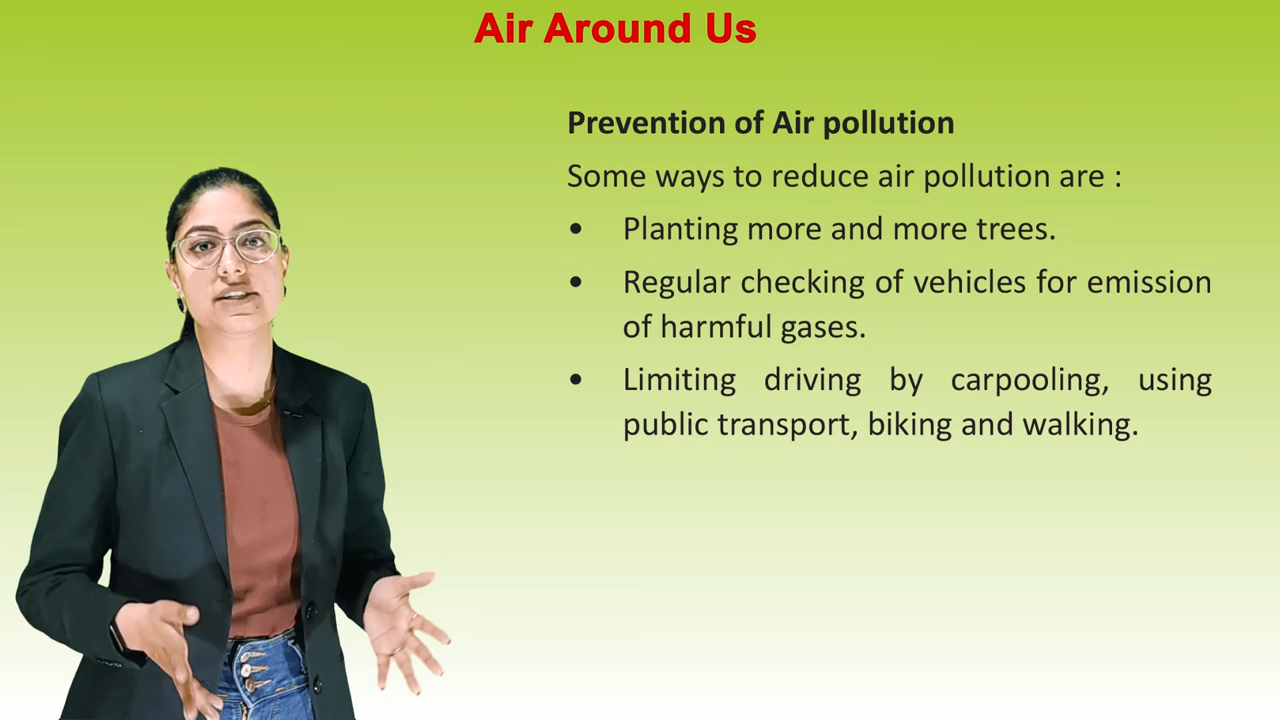 Air Around Us
Prevention of Air pollution
Some ways to reduce air pollution are :
• Planting more and more trees.
• Regular checking of vehicles for emission
of harmful gases.
• Limiting driving by carpooling, using
public transport, biking and walking.